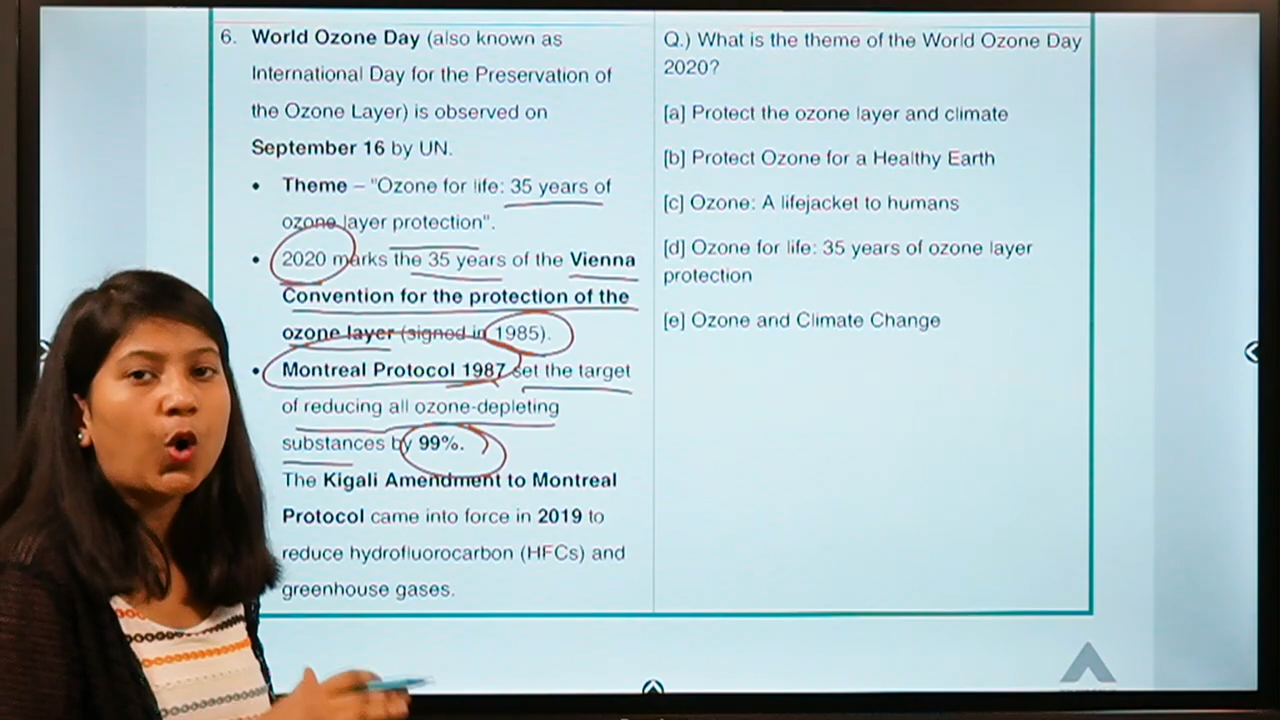 6. World Ozone Day (also known as
International Day for the Preservation of
the Ozone Layer) is observed on
September 16 by UN.
• Theme – "Ozone for life: 35 years of
ozone layer protection".
• 2020 marks the 35 years of the Vienna
Convention for the protection of the
ozone layer (signed in 1985).
• Montreal Protocol 1987 set the target
of reducing all ozone-depleting
substances by 99%.
The Kigali Amendment to Montreal
Protocol came into force in 2019 to
reduce hydrofluorocarbon (HFCs) and
greenhouse gases.
Q.) What is the theme of the World Ozone Day
2020?
[a] Protect the ozone layer and climate
[b] Protect Ozone for a Healthy Earth
[c] Ozone: A lifejacket to humans
[d] Ozone for life: 35 years of ozone layer
protection
[e] Ozone and Climate Change